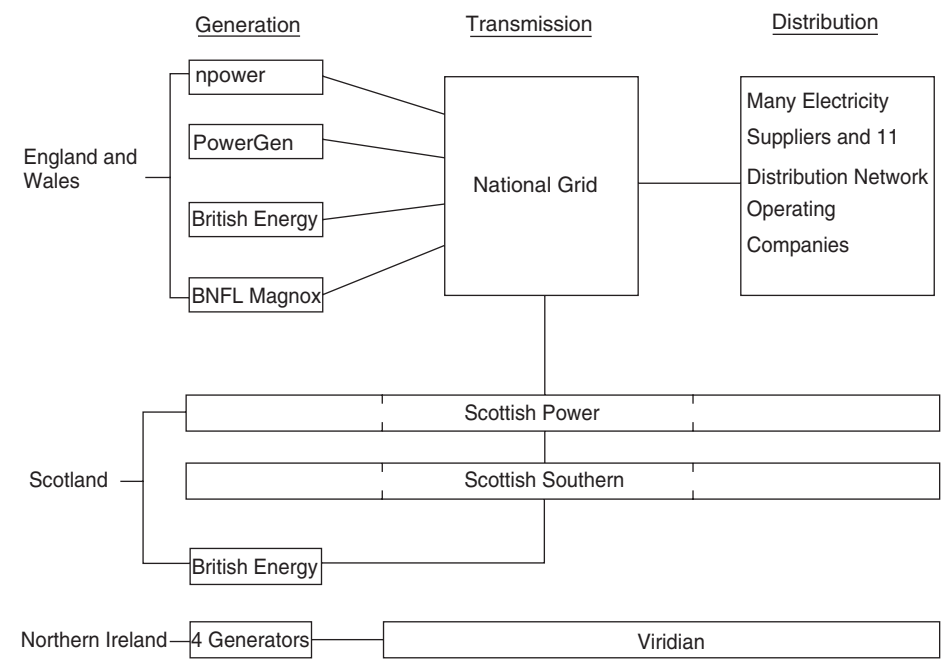 Generation
Transmission
Distribution
England and
Wales
npower
PowerGen
British Energy
BNFL Magnox
National Grid
Many Electricity
Suppliers and 11
Distribution Network
Operating
Companies
Scotland
Scottish Power
Scottish Southern
British Energy
Northern Ireland
4 Generators
Viridian